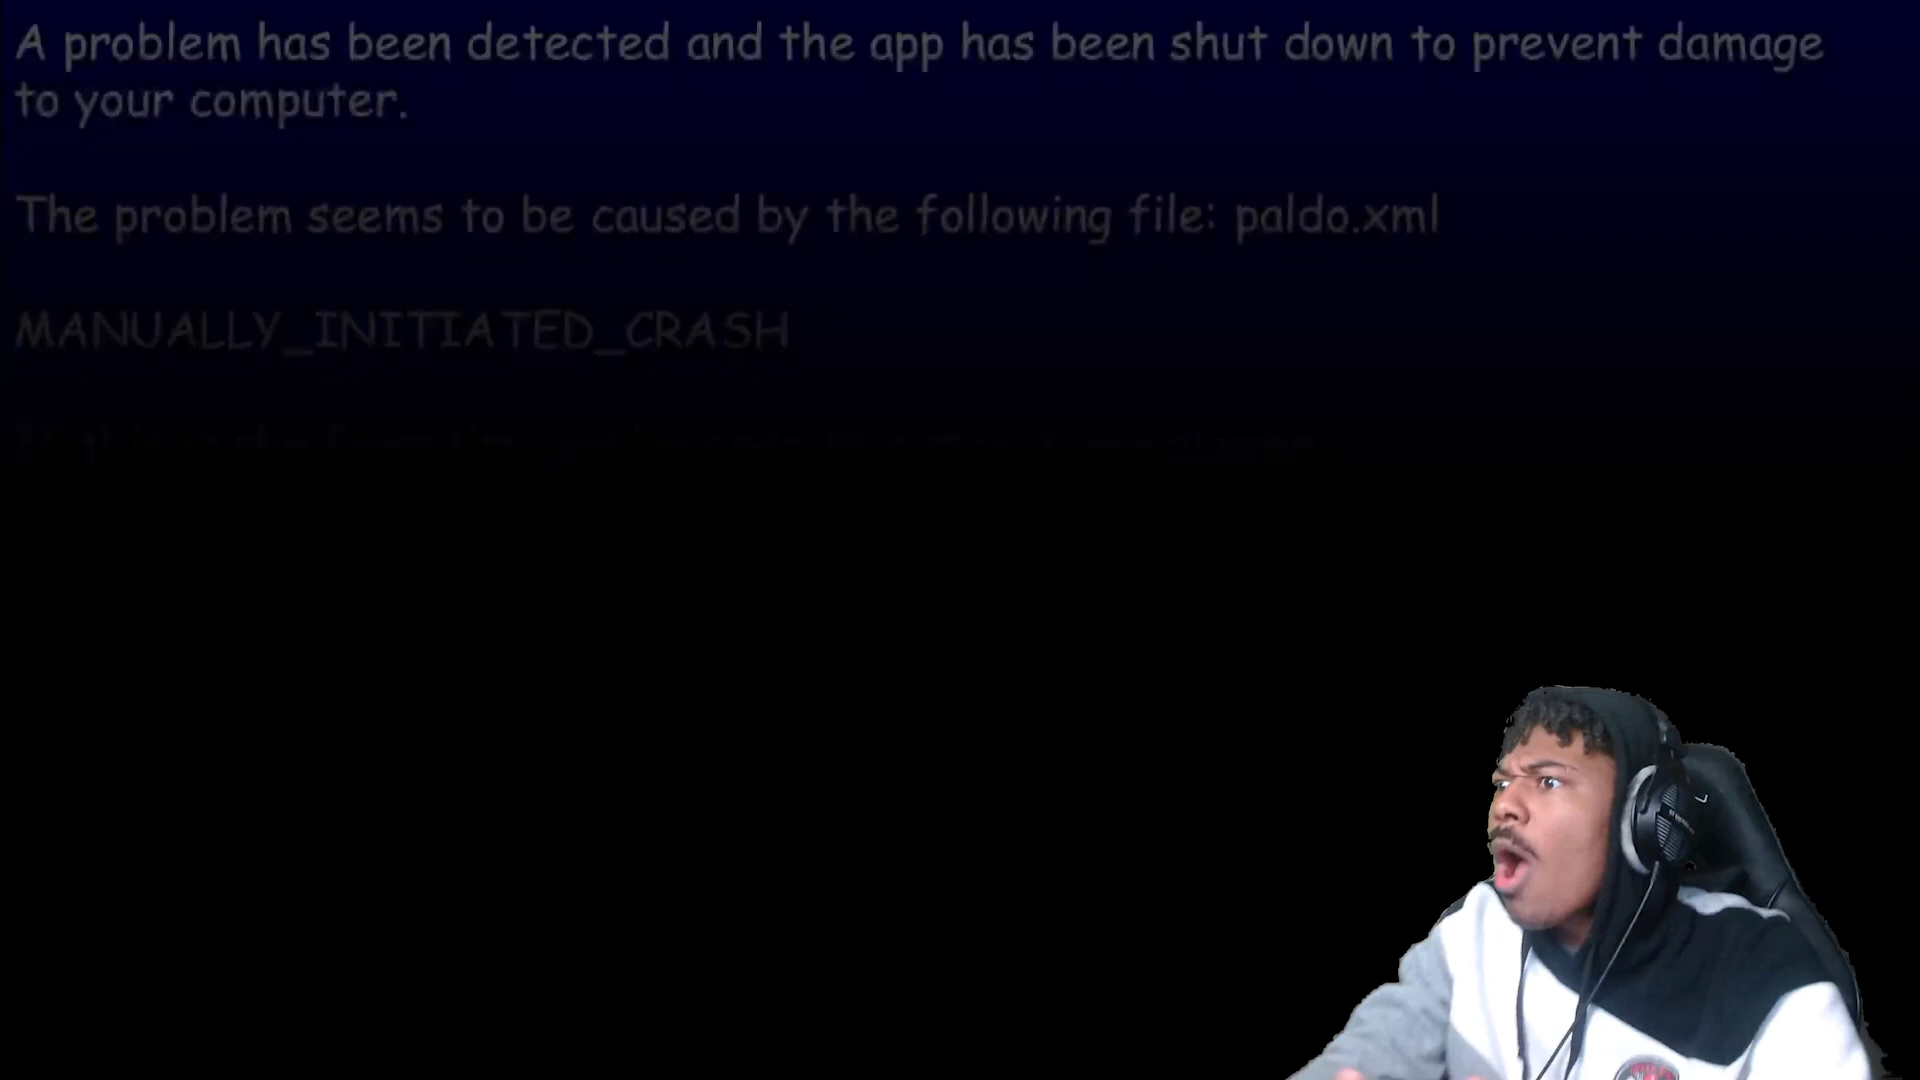 A problem has been detected and the app has been shut down to prevent damage
to your computer.
The problem seems to be caused by the following file: paldo.xml
MANUALLY_INITIATED_CRASH